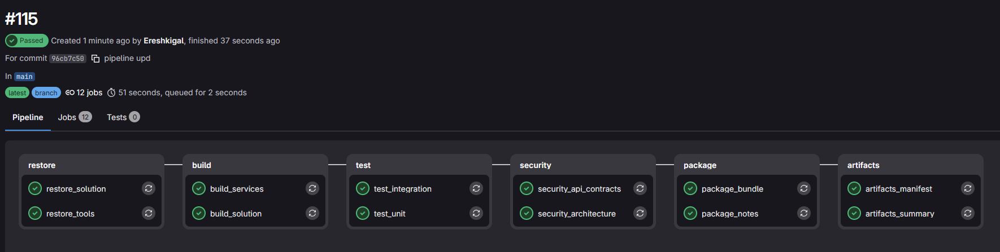 #115
Passed Created 1 minute ago by Ereshkigal, finished 37 seconds ago
For commit 96cb7c50 pipeline upd
In main
latest branch 12 jobs 51 seconds, queued for 2 seconds
Pipeline Jobs 12 Tests 0
restore
restore_solution
restore_tools
build
build_services
build_solution
test
test_integration
test_unit
security
security_api_contracts
security_architecture
package
package_bundle
package_notes
artifacts
artifacts_manifest
artifacts_summary